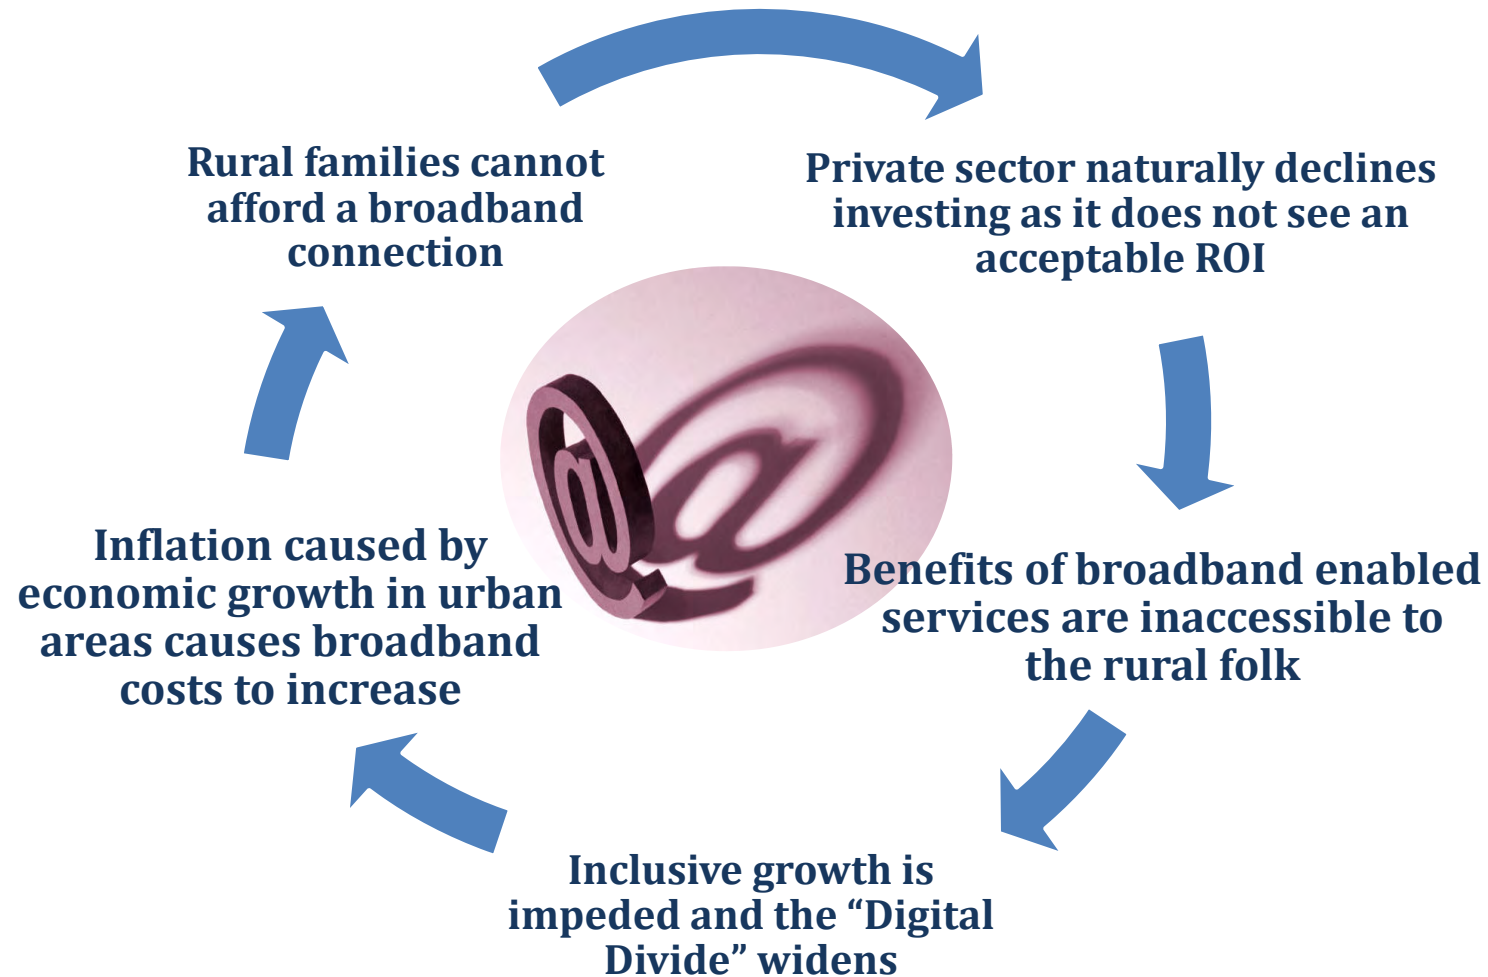 Rural families cannot
afford a broadband
connection
Private sector naturally declines
investing as it does not see an
acceptable ROI
Benefits of broadband enabled
services are inaccessible to
the rural folk
Inclusive growth is
impeded and the “Digital
Divide” widens
Inflation caused by
economic growth in urban
areas causes broadband
costs to increase
@